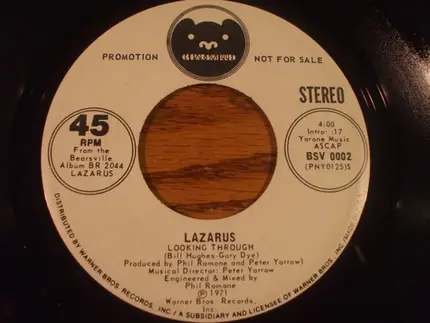 PROMOTION
NOT FOR SALE
STEREO
45
RPM
From the
Bearsville
Album BR 2044
LAZARUS
4:00
Intro: :17
Yarone Music
ASCAP
BSV 0002
(PNY0125)S
LAZARUS
LOOKING THROUGH
(Bill Hughes-Gary Dye)
Produced by Phil Ramone and Peter Yarrow
Musical Director: Peter Yarrow
Engineered & Mixed by
Phil Ramone
℗ 1971
Warner Bros. Records,
Inc.
DISTRIBUTED BY WARNER BROS. RECORDS INC. / A SUBSIDIARY AND LICENSEE OF WARNER BROS. INC.